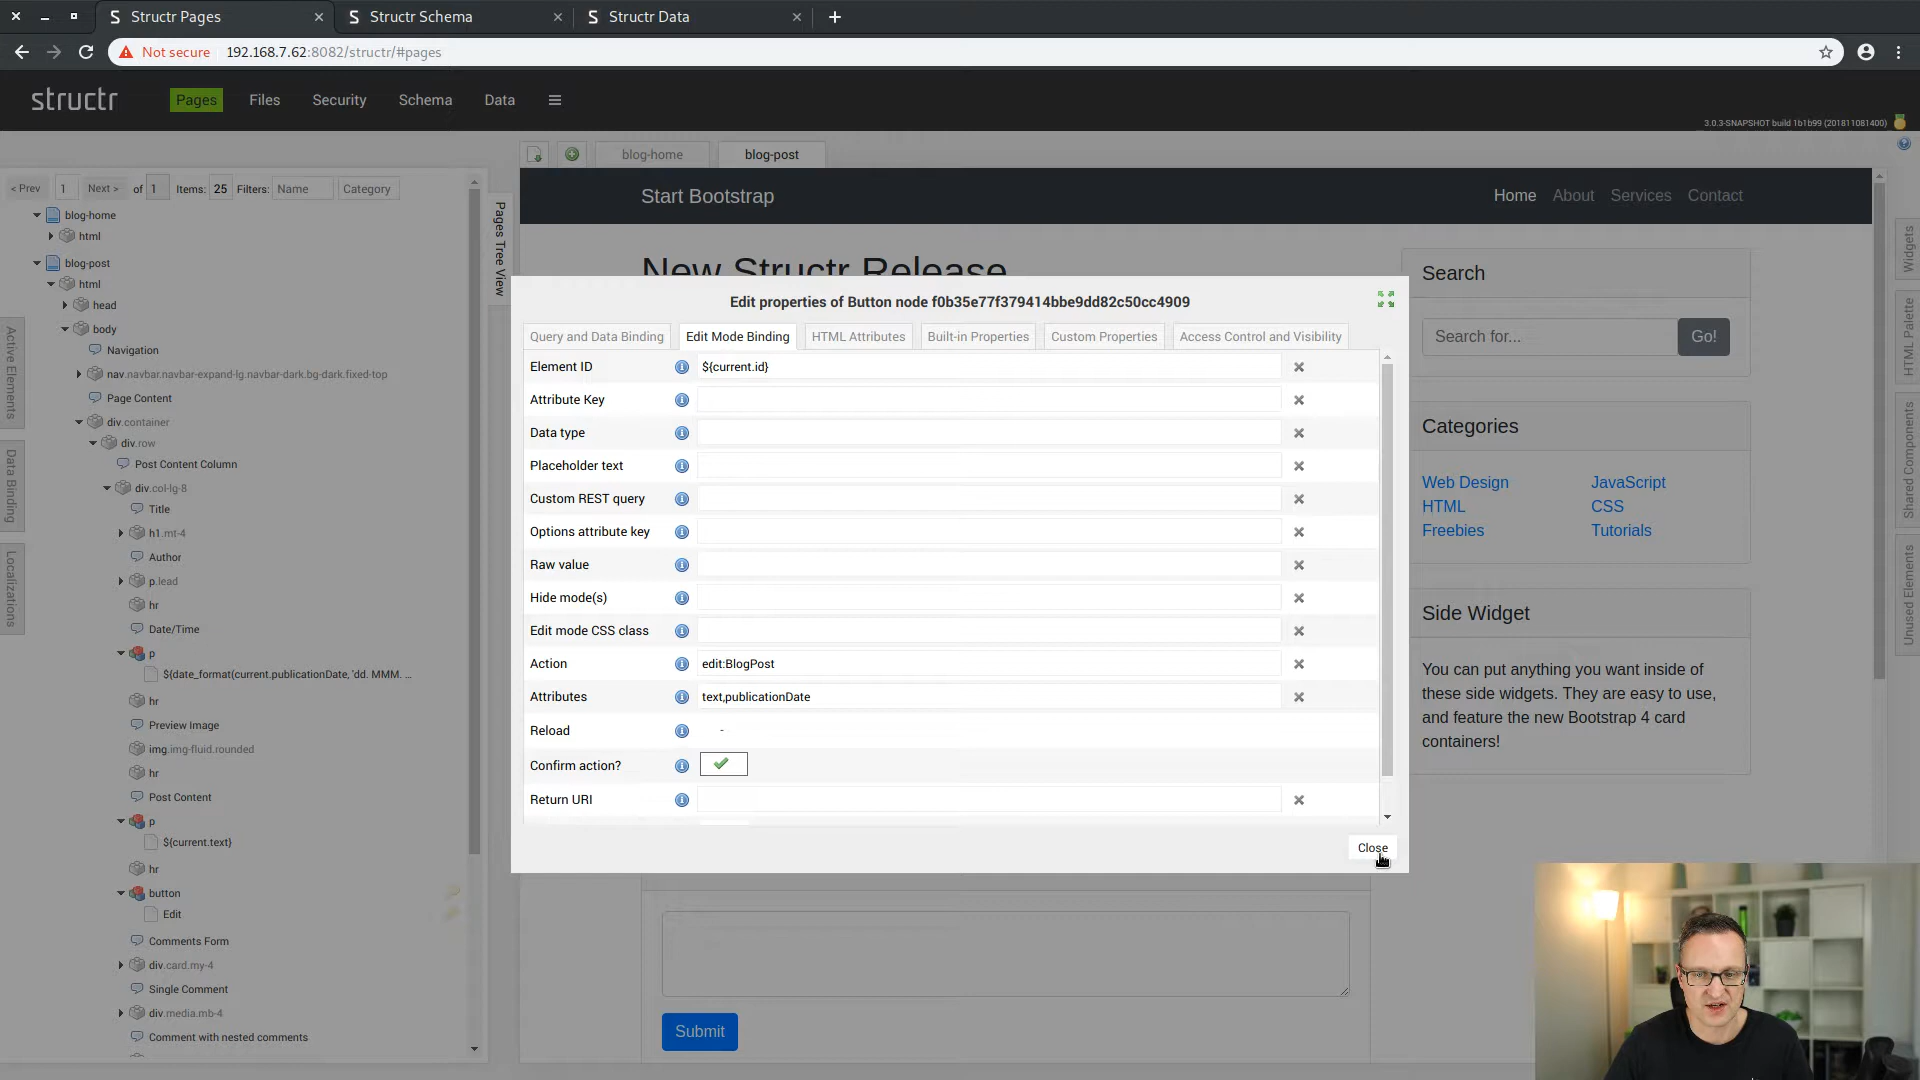 Structr Pages
Structr Schema
Structr Data
Not secure 192.168.7.62:8082/structr/#pages
structr Pages Files Security Schema Data
3.0.3-SNAPSHOT build 1b1b99 (201811081400)
< Prev 1 Next > of 1 Items: 25 Filters: Name Category
blog-home
html
blog-post
html
head
body
Navigation
nav.navbar.navbar-expand-lg.navbar-dark.bg-dark.fixed-top
Page Content
div.container
div.row
Post Content Column
div.col-lg-8
Title
h1.mt-4
Author
p.lead
hr
Date/Time
p
${date_format(current.publicationDate, 'dd. MMM. ...
hr
Preview Image
img.img-fluid.rounded
hr
Post Content
p
${current.text}
hr
button
Edit
Comments Form
div.card.my-4
Single Comment
div.media.mb-4
Comment with nested comments
Active Elements
Data Binding
Localizations
Pages Tree View
blog-home
blog-post
Start Bootstrap
Home About Services Contact
New Structr Release
Edit properties of Button node f0b35e77f379414bbe9dd82c50cc4909
Query and Data Binding
Edit Mode Binding
HTML Attributes
Built-in Properties
Custom Properties
Access Control and Visibility
Element ID ${current.id}
Attribute Key
Data type
Placeholder text
Custom REST query
Options attribute key
Raw value
Hide mode(s)
Edit mode CSS class
Action edit:BlogPost
Attributes text,publicationDate
Reload -
Confirm action?
Return URI
Close
Submit
Search
Search for... Go!
Categories
Web Design JavaScript
HTML CSS
Freebies Tutorials
Side Widget
You can put anything you want inside of
these side widgets. They are easy to use,
and feature the new Bootstrap 4 card
containers!
Widgets
HTML Palette
Shared Components
Unused Elements